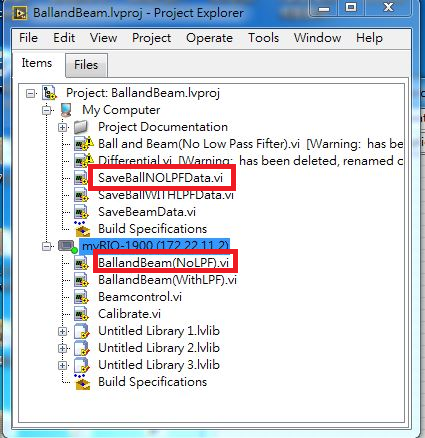 BallandBeam.lvproj - Project Explorer
File Edit View Project Operate Tools Window Help
Items Files
Project: BallandBeam.lvproj
My Computer
Project Documentation
Ball and Beam(No Low Pass Fifter).vi [Warning: has be
Differential.vi [Warning: has been deleted, renamed c
SaveBallNOLPFData.vi
SaveBallWITHLPFData.vi
SaveBeamData.vi
Build Specifications
myRIO-1900 (172.22.11.2)
BallandBeam(NoLPF).vi
BallandBeam(WithLPF).vi
Beamcontrol.vi
Calibrate.vi
Untitled Library 1.lvlib
Untitled Library 2.lvlib
Untitled Library 3.lvlib
Build Specifications